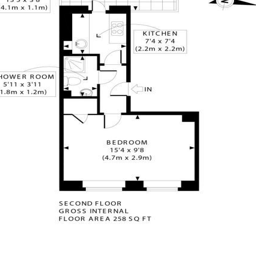 (4.1m x 1.1m)
KITCHEN
7'4 x 7'4
(2.2m x 2.2m)
SHOWER ROOM
5'11 x 3'11
(1.8m x 1.2m)
IN
BEDROOM
15'4 x 9'8
(4.7m x 2.9m)
SECOND FLOOR
GROSS INTERNAL
FLOOR AREA 258 SQ FT